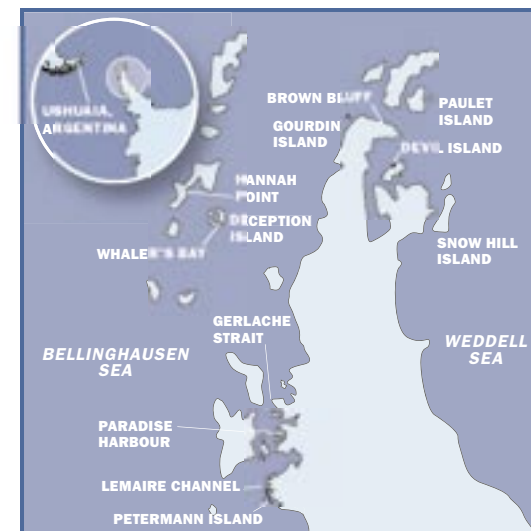 USHUAIA,
ARGENTINA
BROWN BLUFF
PAULET
ISLAND
GOURDIN
ISLAND
DEVIL ISLAND
HANNAH
POINT
DECEPTION
ISLAND
WHALER'S BAY
SNOW HILL
ISLAND
GERLACHE
STRAIT
BELLINGHAUSEN
SEA
WEDDELL
SEA
PARADISE
HARBOUR
LEMAIRE CHANNEL
PETERMANN ISLAND